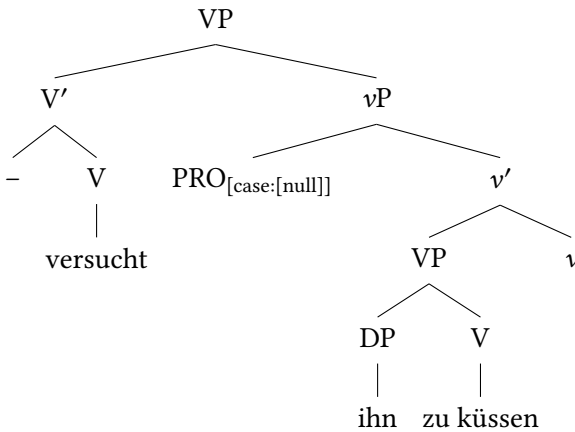 VP
V′ vP
– V PRO[case:[null]] v′
versucht VP v
DP V
ihn zu küssen